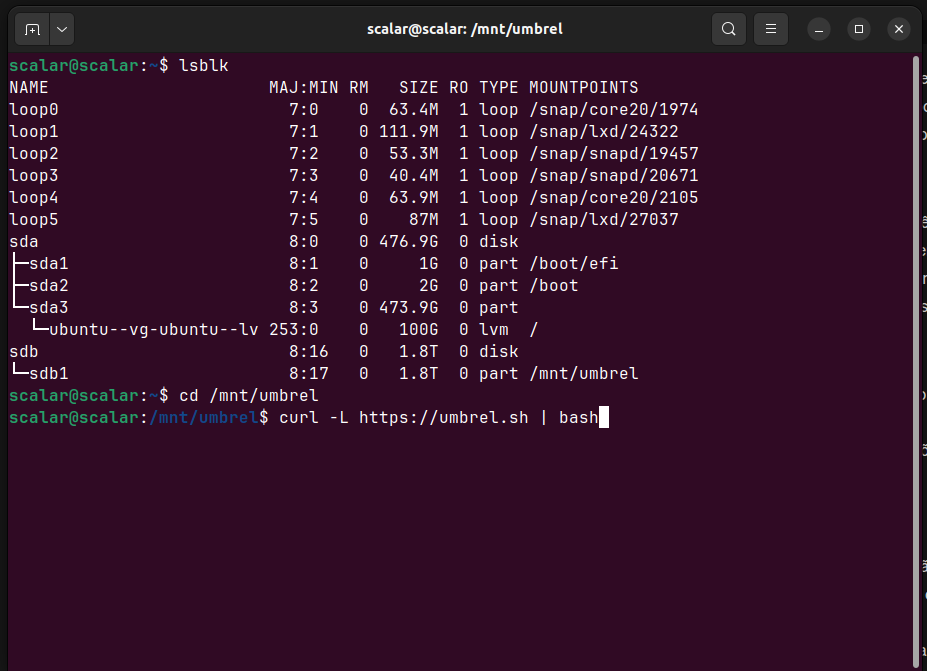 scalar@scalar: /mnt/umbrel
scalar@scalar:~$ lsblk
NAME                      MAJ:MIN RM   SIZE RO TYPE MOUNTPOINTS
loop0                       7:0    0  63.4M  1 loop /snap/core20/1974
loop1                       7:1    0 111.9M  1 loop /snap/lxd/24322
loop2                       7:2    0  53.3M  1 loop /snap/snapd/19457
loop3                       7:3    0  40.4M  1 loop /snap/snapd/20671
loop4                       7:4    0  63.9M  1 loop /snap/core20/2105
loop5                       7:5    0    87M  1 loop /snap/lxd/27037
sda                         8:0    0 476.9G  0 disk
├─sda1                      8:1    0     1G  0 part /boot/efi
├─sda2                      8:2    0     2G  0 part /boot
└─sda3                      8:3    0 473.9G  0 part
  └─ubuntu--vg-ubuntu--lv 253:0    0   100G  0 lvm  /
sdb                         8:16   0   1.8T  0 disk
└─sdb1                      8:17   0   1.8T  0 part /mnt/umbrel
scalar@scalar:~$ cd /mnt/umbrel
scalar@scalar:/mnt/umbrel$ curl -L https://umbrel.sh | bash